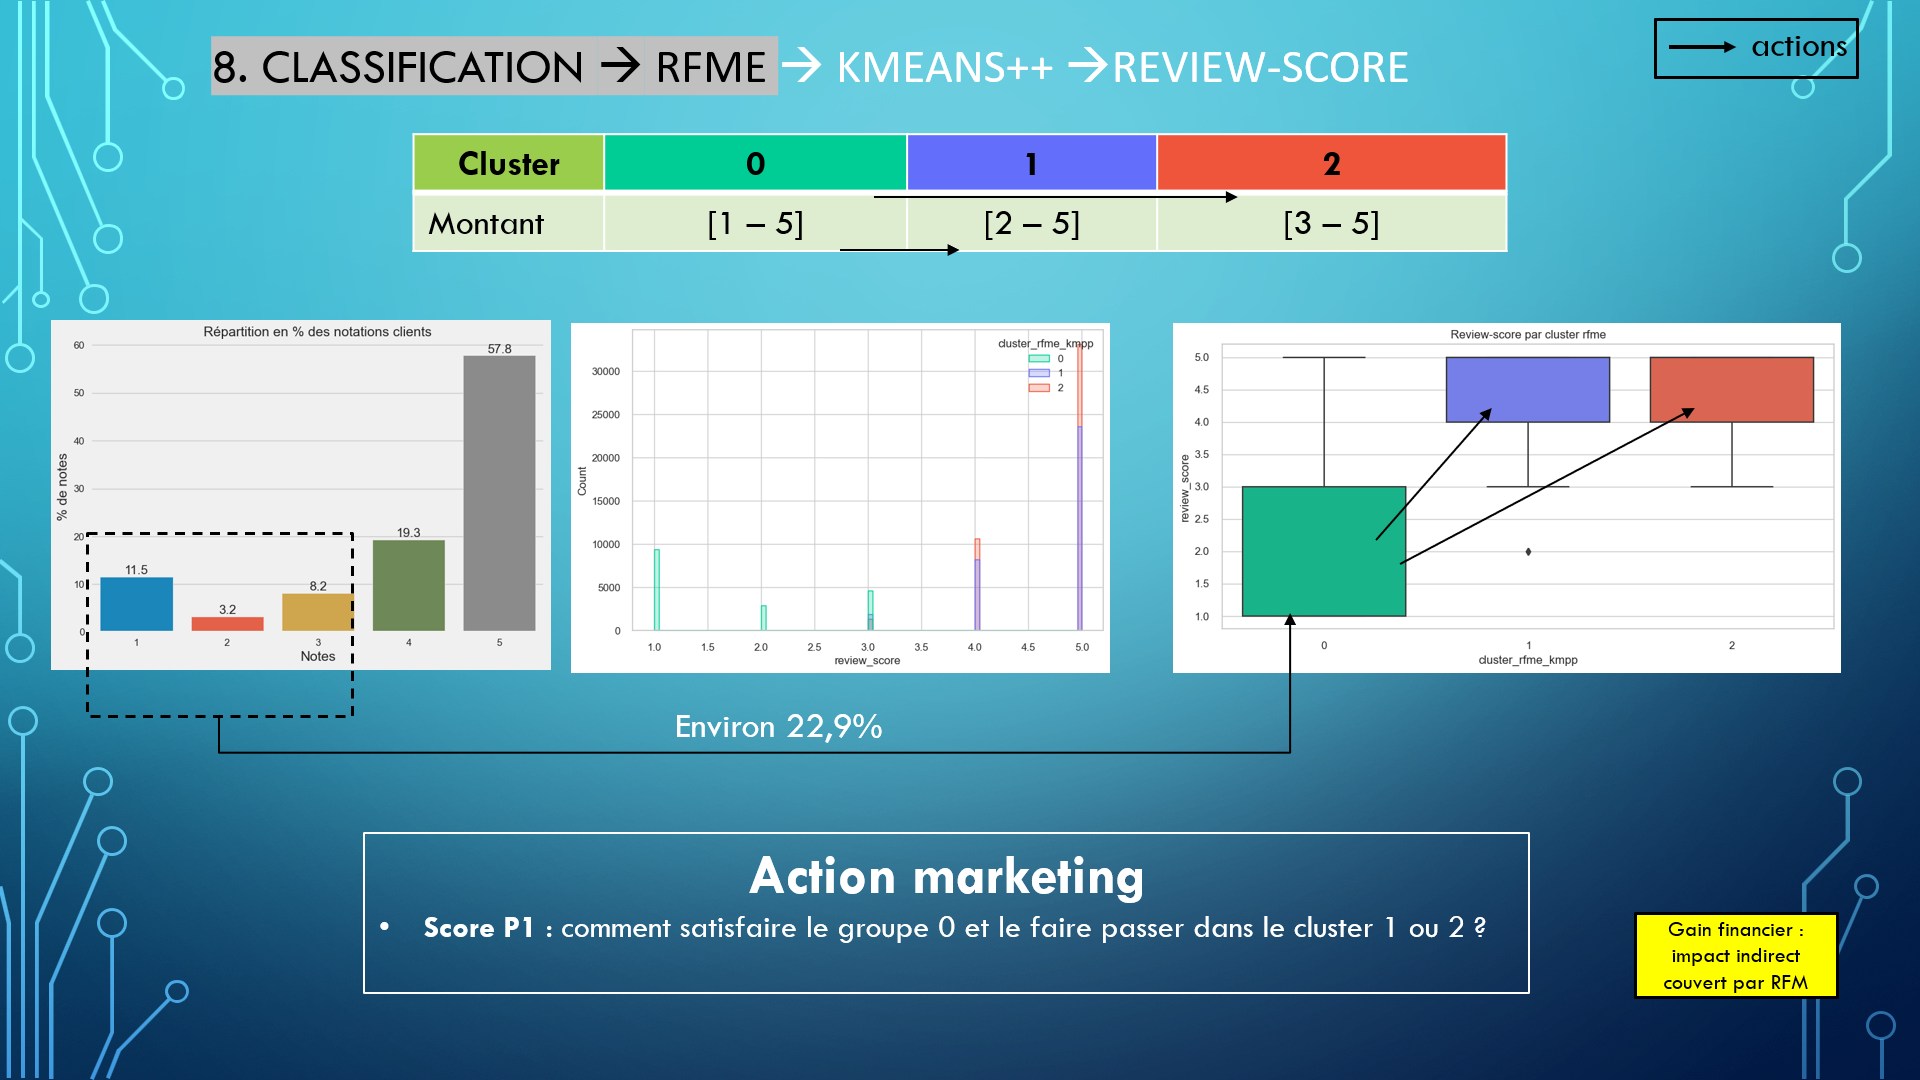 8. CLASSIFICATION → RFME → KMEANS++ →REVIEW-SCORE
actions
Cluster 0 1 2
Montant [1 – 5] [2 – 5] [3 – 5]
Répartition en % des notations clients
% de notes
60
50
40
30
20
10
0
11.5
3.2
8.2
19.3
57.8
1 2 3 4 5
Notes
cluster_rfme_kmpp
0
1
2
Count
30000
25000
20000
15000
10000
5000
0
1.0 1.5 2.0 2.5 3.0 3.5 4.0 4.5 5.0
review_score
Review-score par cluster rfme
review_score
5.0
4.5
4.0
3.5
3.0
2.5
2.0
1.5
1.0
0 1 2
cluster_rfme_kmpp
Environ 22,9%
Action marketing
• Score P1 : comment satisfaire le groupe 0 et le faire passer dans le cluster 1 ou 2 ?
Gain financier :
impact indirect
couvert par RFM